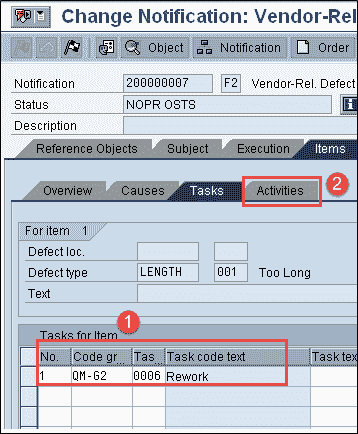 Change Notification: Vendor-Rel
Object Notification Order
Notification 200000007 F2 Vendor-Rel. Defect
Status NOPR OSTS
Description
Reference Objects Subject Execution Items
Overview Causes Tasks Activities 2
For item 1
Defect loc.
Defect type LENGTH 001 Too Long
Text
1
Tasks for Item
No. Code gr... Tas... Task code text Task tex
1 QM-G2 0006 Rework